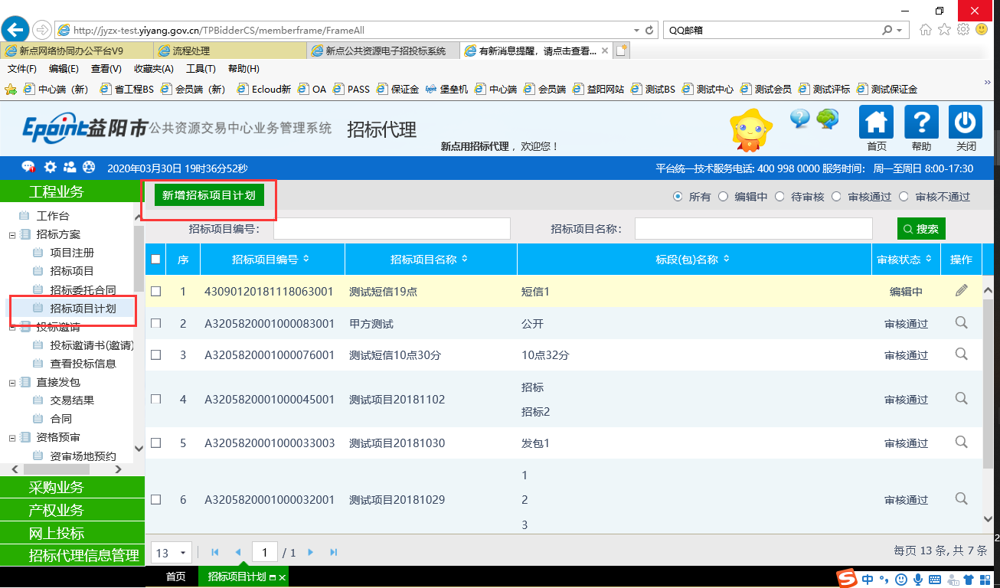 http://jyzx-test.yiyang.gov.cn/TPBidderCS/memberframe/FrameAll
QQ邮箱
新点网络协同办公平台V9
流程处理
新点公共资源电子招投标系统
有新消息提醒，请点击查看...
文件(F) 编辑(E) 查看(V) 收藏夹(A) 工具(T) 帮助(H)
中心端（新） 省工程BS 会员端（新） Ecloud新 OA PASS 保证金 堡垒机 中心端 会员端 益阳网站 测试BS 测试中心 测试会员 测试评标 测试保证金
Epoint益阳市公共资源交易中心业务管理系统 招标代理
新点用招标代理，欢迎您！
首页 帮助 关闭
2020年03月30日 19时36分52秒
平台统一技术服务电话: 400 998 0000 服务时间： 周一至周日 8:00-17:30
工程业务
工作台
招标方案
项目注册
招标项目
招标委托合同
招标项目计划
投标邀请
投标邀请书(邀请)
查看投标信息
直接发包
交易结果
合同
资格预审
资审场地预约
采购业务
产权业务
网上投标
招标代理信息管理
新增招标项目计划
所有 编辑中 待审核 审核通过 审核不通过
招标项目编号： 招标项目名称： 搜索
序 招标项目编号 招标项目名称 标段(包)名称 审核状态 操作
1 43090120181118063001 测试短信19点 短信1 编辑中
2 A3205820001000083001 甲方测试 公开 审核通过
3 A3205820001000076001 测试短信10点30分 10点32分 审核通过
4 A3205820001000045001 测试项目20181102 招标 审核通过
招标2
5 A3205820001000033003 测试项目20181030 发包1 审核通过
1
6 A3205820001000032001 测试项目20181029 2 审核通过
3
13 1 / 1
每页 13 条, 共 7 条
首页 招标项目计划
中
2